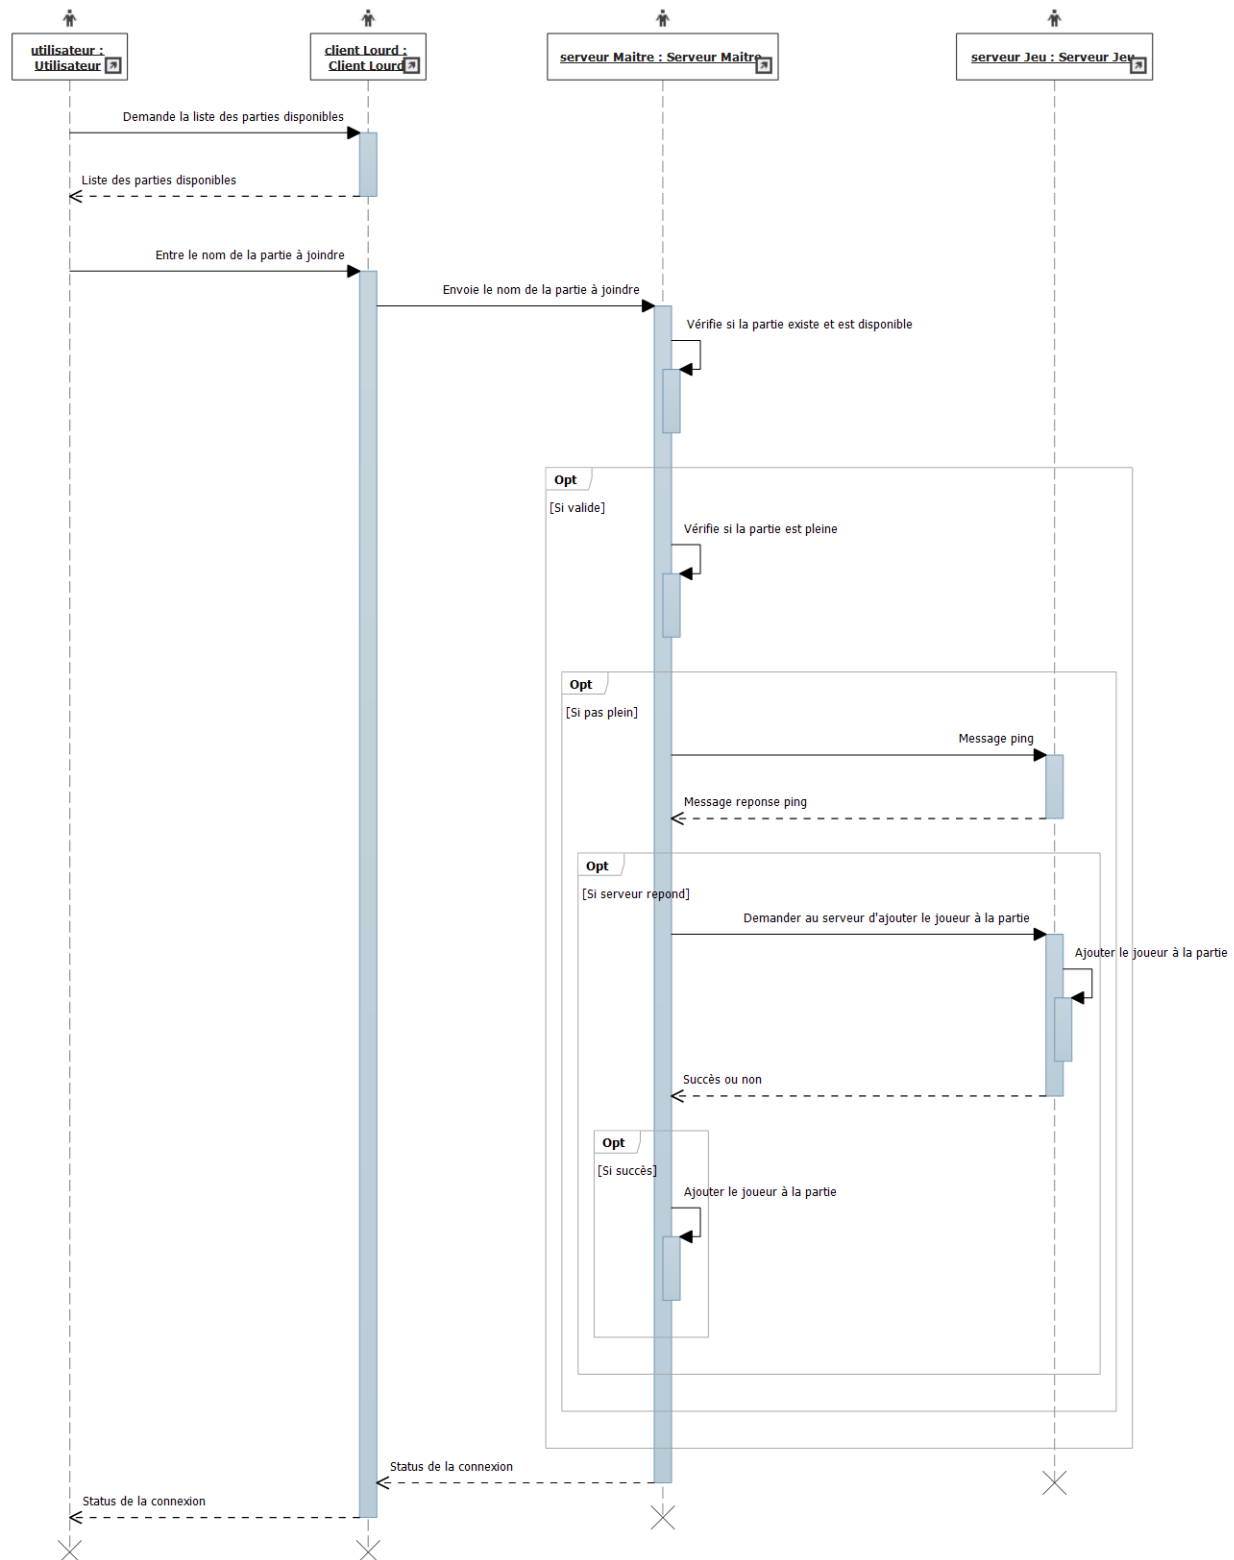 utilisateur :
Utilisateur
client Lourd :
Client Lourd
serveur Maitre : Serveur Maitre
serveur Jeu : Serveur Jeu
Demande la liste des parties disponibles
Liste des parties disponibles
Entre le nom de la partie à joindre
Envoie le nom de la partie à joindre
Vérifie si la partie existe et est disponible
Opt
[Si valide]
Vérifie si la partie est pleine
Opt
[Si pas plein]
Message ping
Message reponse ping
Opt
[Si serveur repond]
Demander au serveur d'ajouter le joueur à la partie
Ajouter le joueur à la partie
Succès ou non
Opt
[Si succès]
Ajouter le joueur à la partie
Status de la connexion
Status de la connexion